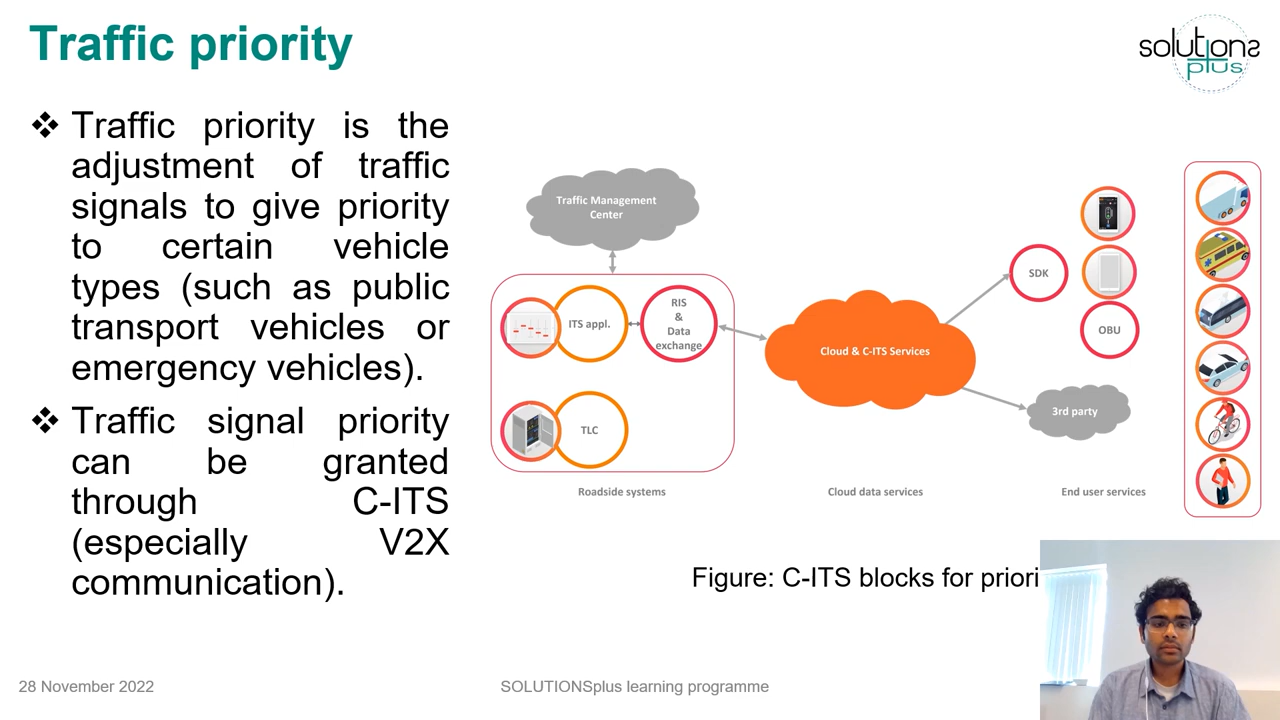 Traffic priority
solutions
plus
❖ Traffic priority is the
adjustment of traffic
signals to give priority
to certain vehicle
types (such as public
transport vehicles or
emergency vehicles).
❖ Traffic signal priority
can be granted
through C-ITS
(especially V2X
communication).
Traffic Management
Center
ITS appl.
RIS
&
Data
exchange
TLC
Roadside systems
Cloud & C-ITS Services
Cloud data services
SDK
OBU
3rd party
End user services
Figure: C-ITS blocks for priori
28 November 2022
SOLUTIONSplus learning programme